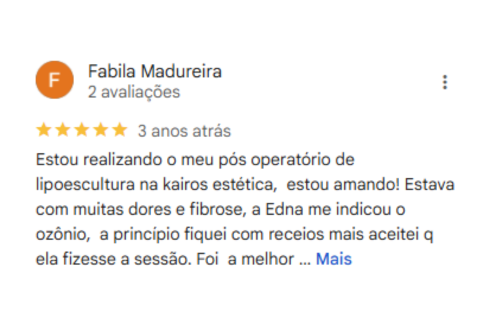 F
Fabila Madureira
2 avaliações
3 anos atrás
Estou realizando o meu pós operatório de
lipoescultura na kairos estética,  estou amando! Estava
com muitas dores e fibrose, a Edna me indicou o
ozônio,  a princípio fiquei com receios mais aceitei q
ela fizesse a sessão. Foi  a melhor ... Mais